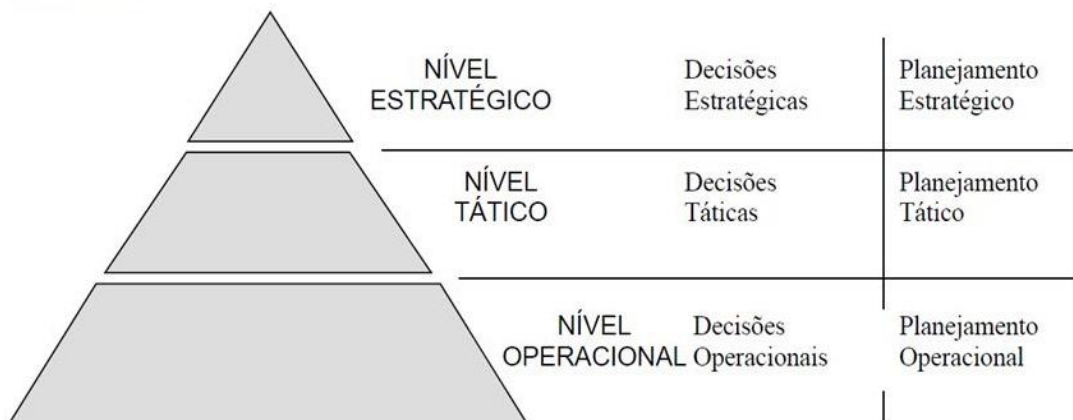 NÍVEL
ESTRATÉGICO
Decisões
Estratégicas
Planejamento
Estratégico
NÍVEL
TÁTICO
Decisões
Táticas
Planejamento
Tático
NÍVEL
OPERACIONAL
Decisões
Operacionais
Planejamento
Operacional